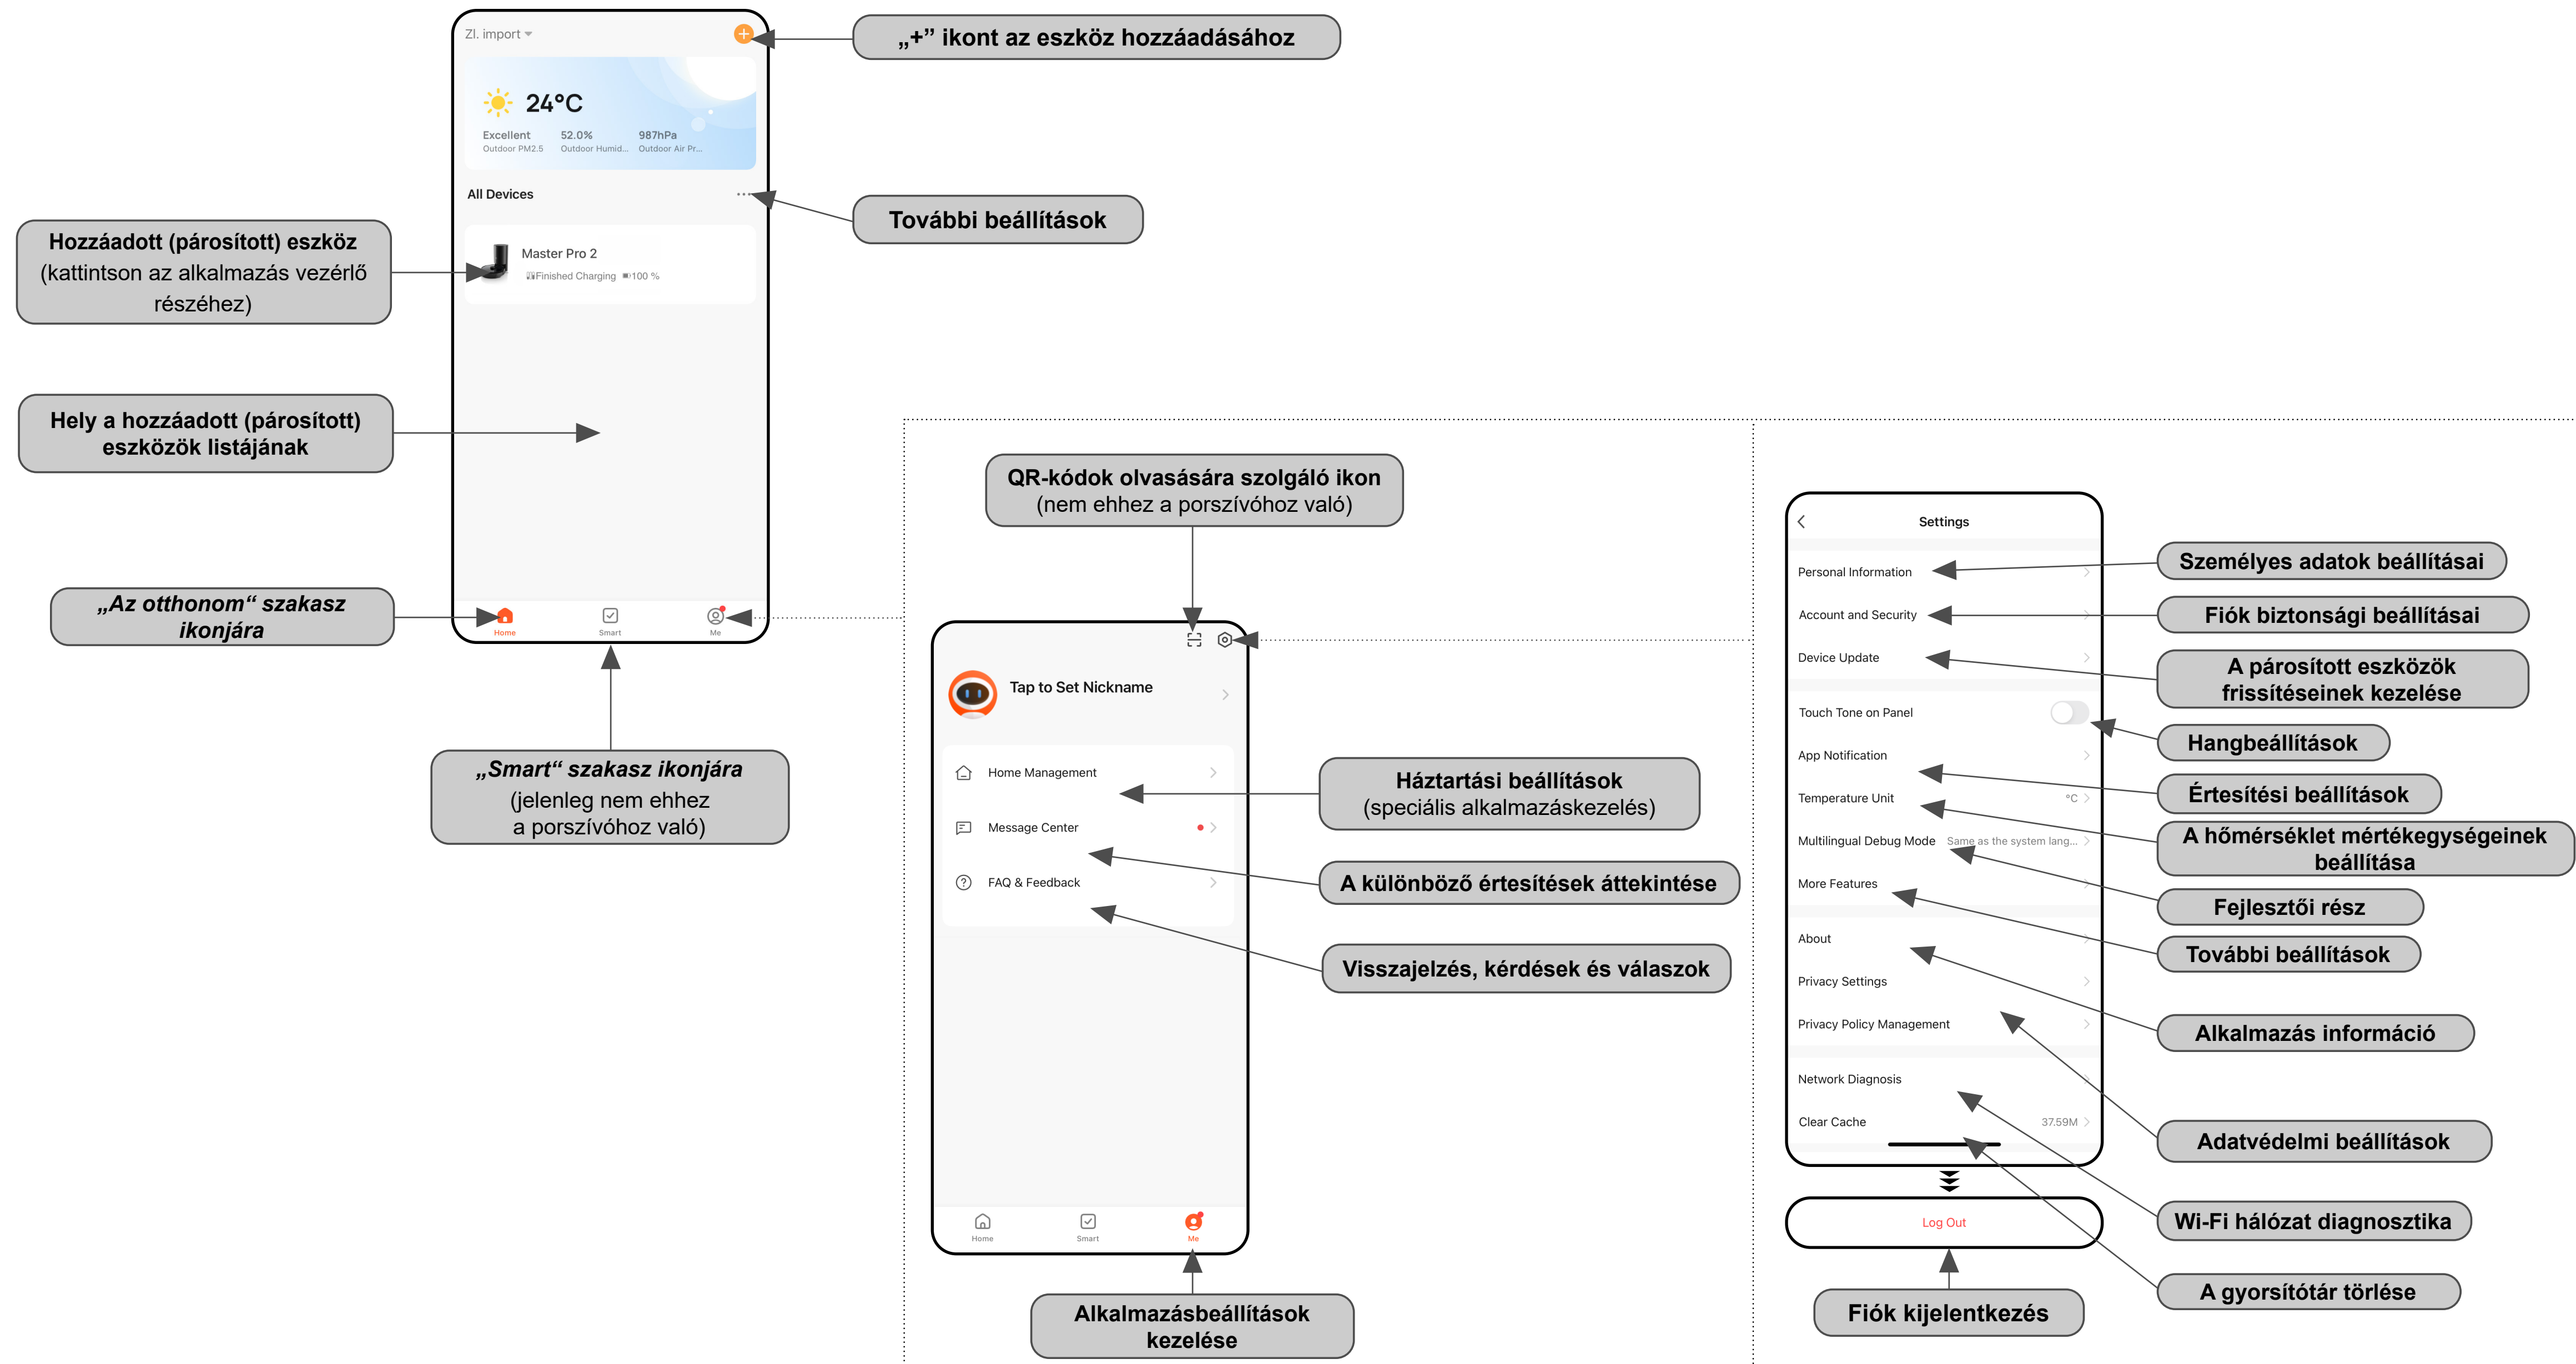 Zl. import
24°C
Excellent
Outdoor PM2.5
52.0%
Outdoor Humid...
987hPa
Outdoor Air Pr...
All Devices
Master Pro 2
Finished Charging 100 %
Home
Smart
Me
„+” ikont az eszköz hozzáadásához
További beállítások
Hozzáadott (párosított) eszköz
(kattintson az alkalmazás vezérlő
részéhez)
Hely a hozzáadott (párosított)
eszközök listájának
„Az otthonom“ szakasz
ikonjára
„Smart“ szakasz ikonjára
(jelenleg nem ehhez
a porszívóhoz való)
QR-kódok olvasására szolgáló ikon
(nem ehhez a porszívóhoz való)
Tap to Set Nickname
Home Management
Message Center
FAQ & Feedback
Home
Smart
Me
Háztartási beállítások
(speciális alkalmazáskezelés)
A különböző értesítések áttekintése
Visszajelzés, kérdések és válaszok
Alkalmazásbeállítások
kezelése
Settings
Personal Information
Account and Security
Device Update
Touch Tone on Panel
App Notification
Temperature Unit °C
Multilingual Debug Mode Same as the system lang...
More Features
About
Privacy Settings
Privacy Policy Management
Network Diagnosis
Clear Cache 37.59M
Log Out
Személyes adatok beállításai
Fiók biztonsági beállításai
A párosított eszközök
frissítéseinek kezelése
Hangbeállítások
Értesítési beállítások
A hőmérséklet mértékegységeinek
beállítása
Fejlesztői rész
További beállítások
Alkalmazás információ
Adatvédelmi beállítások
Wi-Fi hálózat diagnosztika
A gyorsítótár törlése
Fiók kijelentkezés